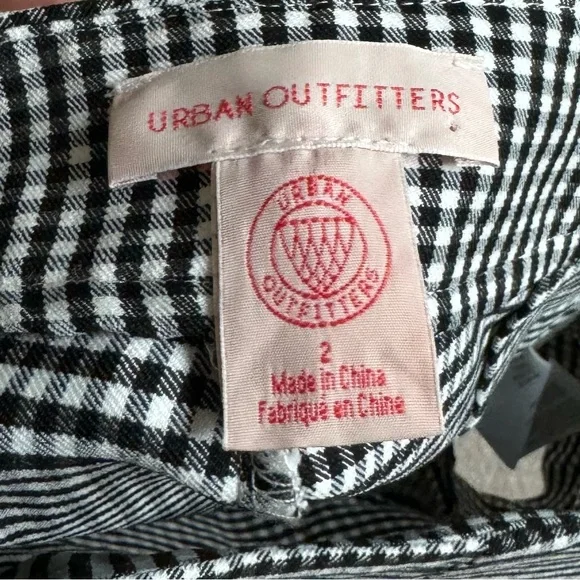 URBAN OUTFITTERS
URBAN
OUTFITTERS
2
Made in China
Fabriqué en Chine